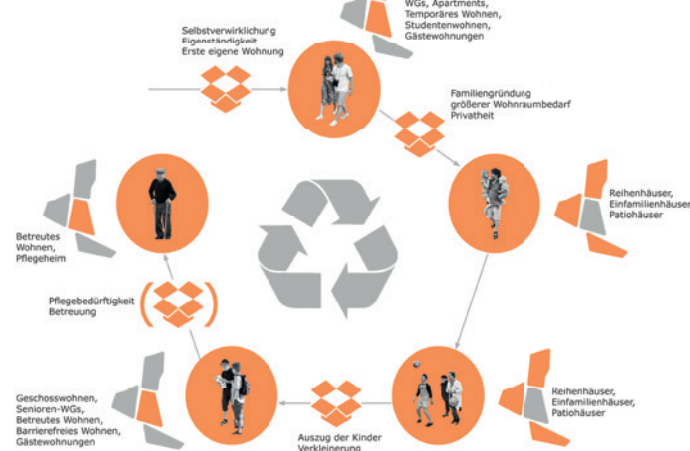 WGs, Apartments,
Temporäres Wohnen,
Studentenwohnen,
Gästewohnungen
Selbstverwirklichung
Eigenständigkeit
Erste eigene Wohnung
Familiengründung
größerer Wohnraumbedarf
Privatheit
Reihenhäuser,
Einfamilienhäuser
Patiohäuser
Betreutes
Wohnen,
Pflegeheim
Pflegebedürftigkeit
Betreuung
Reihenhäuser,
Einfamilienhäuser,
Patiohäuser
Geschosswohnen,
Senioren-WGs,
Betreutes Wohnen,
Barrierefreies Wohnen,
Gästewohnungen
Auszug der Kinder
Verkleinerung